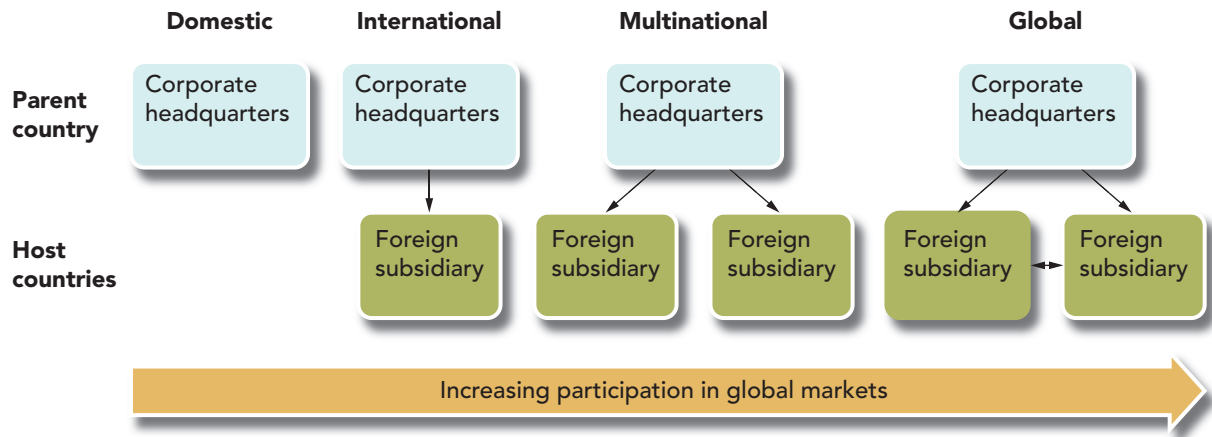 Domestic
International
Multinational
Global
Parent
country
Corporate
headquarters
Corporate
headquarters
Corporate
headquarters
Corporate
headquarters
Host
countries
Foreign
subsidiary
Foreign
subsidiary
Foreign
subsidiary
Foreign
subsidiary
Foreign
subsidiary
Increasing participation in global markets